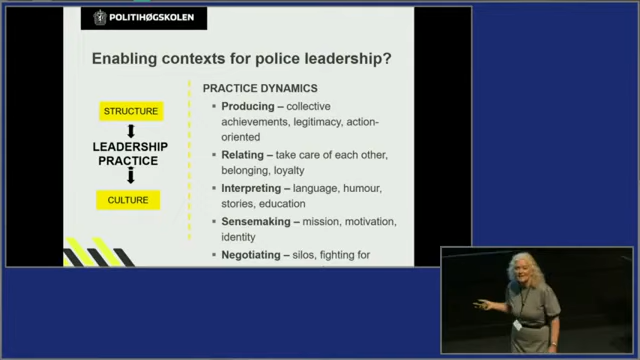 POLITIHØGSKOLEN
Enabling contexts for police leadership?
STRUCTURE
LEADERSHIP
PRACTICE
CULTURE
PRACTICE DYNAMICS
▪ Producing – collective
achievements, legitimacy, action-
oriented
▪ Relating – take care of each other,
belonging, loyalty
▪ Interpreting – language, humour,
stories, education
▪ Sensemaking – mission, motivation,
identity
▪ Negotiating – silos, fighting for